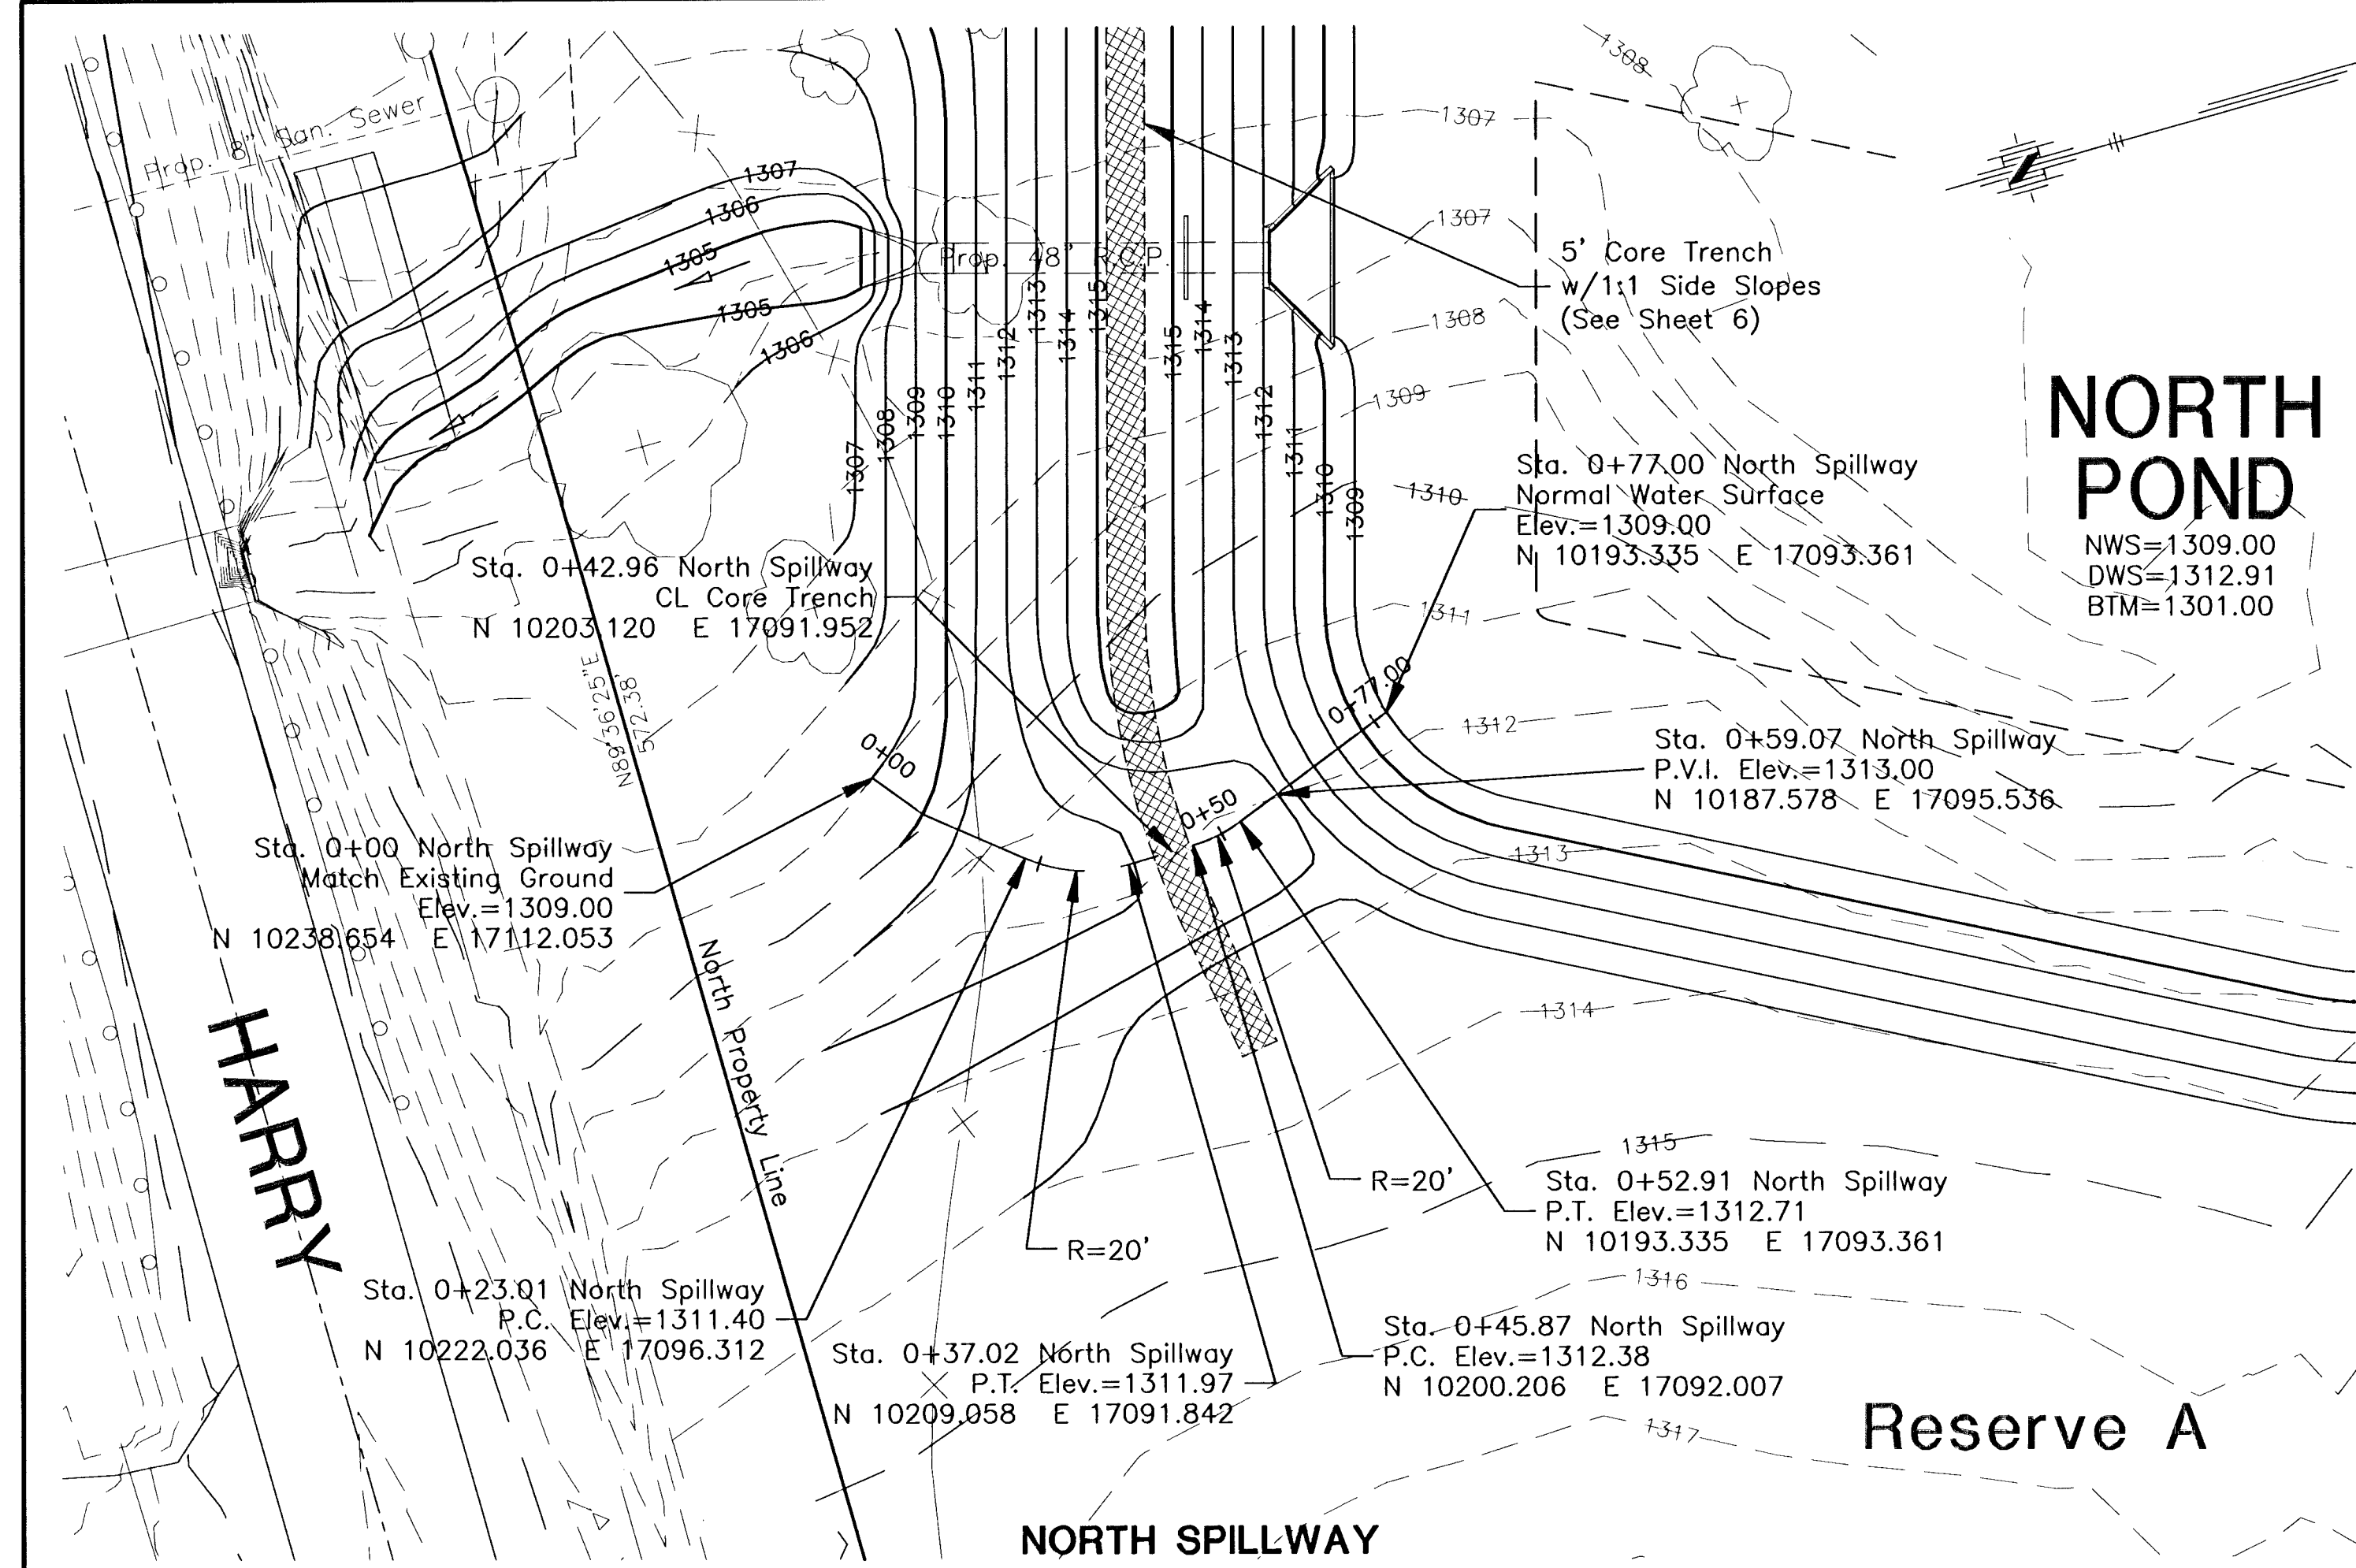 1308
Prop. 8" San. Sewer
1307
1307
1306
1307
1305
Prop. 48" R.C.P.
5' Core Trench
w/1:1 Side Slopes
(See Sheet 6)
1305
1306
1308
1309
1307
1308
1309
1310
1311
1312
1313
1314
1315
1315
1314
1313
1312
1311
1310
1309
NORTH
POND
NWS=1309.00
DWS=1312.91
BTM=1301.00
Sta. 0+77.00 North Spillway
Normal Water Surface
Elev.=1309.00
N 10193.335 E 17093.361
1310
1311
Sta. 0+42.96 North Spillway
CL Core Trench
N 10203.120 E 17091.952
N89°36'25"E
572.38'
0+00
0+77.00
0+50
1312
Sta. 0+59.07 North Spillway
P.V.I. Elev.=1313.00
N 10187.578 E 17095.536
Sta. 0+00 North Spillway
Match Existing Ground
Elev.=1309.00
N 10238.654 E 17112.053
1313
1314
North Property Line
HARRY
1315
R=20'
R=20'
Sta. 0+52.91 North Spillway
P.T. Elev.=1312.71
N 10193.335 E 17093.361
1316
Sta. 0+23.01 North Spillway
P.C. Elev.=1311.40
N 10222.036 E 17096.312
Sta. 0+37.02 North Spillway
P.T. Elev.=1311.97
N 10209.058 E 17091.842
Sta. 0+45.87 North Spillway
P.C. Elev.=1312.38
N 10200.206 E 17092.007
1317
Reserve A
NORTH SPILLWAY